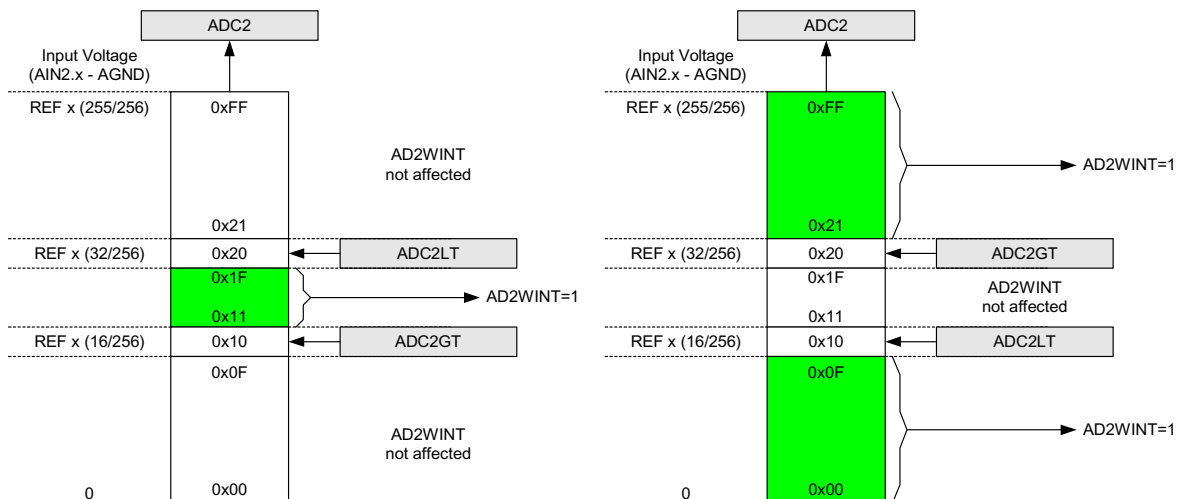 ADC2
Input Voltage
(AIN2.x - AGND)
REF x (255/256)
0xFF
AD2WINT
not affected
0x21
REF x (32/256)
0x20
ADC2LT
0x1F
AD2WINT=1
0x11
REF x (16/256)
0x10
ADC2GT
0x0F
AD2WINT
not affected
0
0x00
ADC2
Input Voltage
(AIN2.x - AGND)
REF x (255/256)
0xFF
AD2WINT=1
0x21
REF x (32/256)
0x20
ADC2GT
0x1F
AD2WINT
not affected
0x11
REF x (16/256)
0x10
ADC2LT
0x0F
AD2WINT=1
0
0x00